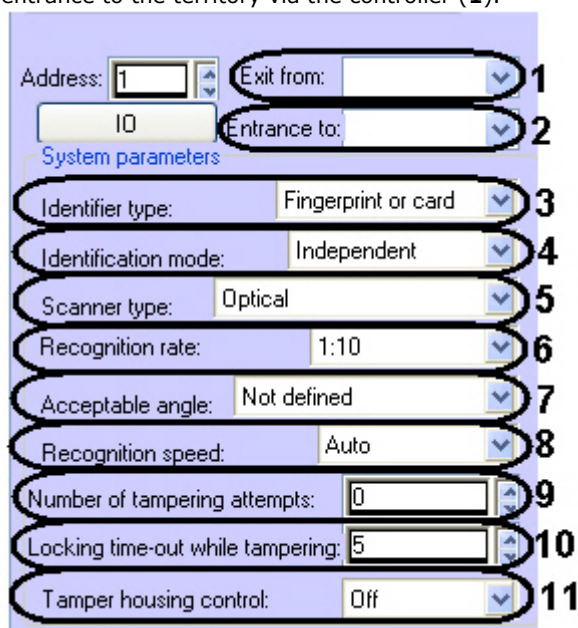 entrance to the territory via the controller (1).
Address: 1 Exit from: 1
IO Entrance to: 2
System parameters
Identifier type: Fingerprint or card 3
Identification mode: Independent 4
Scanner type: Optical 5
Recognition rate: 1:10 6
Acceptable angle: Not defined 7
Recognition speed: Auto 8
Number of tampering attempts: 0 9
Locking time-out while tampering: 5 10
Tamper housing control: Off 11